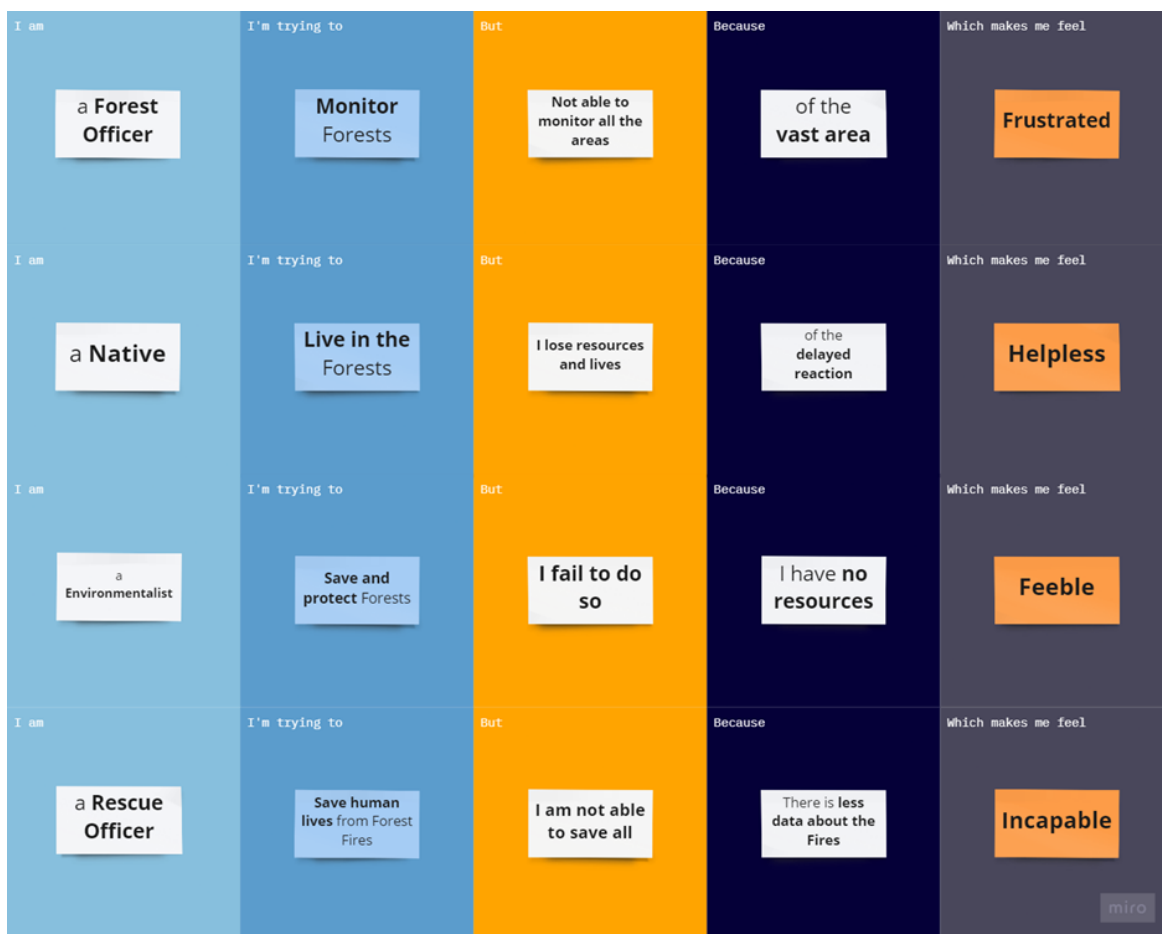 I am
I'm trying to
But
Because
Which makes me feel
a Forest
Officer
Monitor
Forests
Not able to
monitor all the
areas
of the
vast area
Frustrated
I am
I'm trying to
But
Because
Which makes me feel
a Native
Live in the
Forests
I lose resources
and lives
of the
delayed
reaction
Helpless
I am
I'm trying to
But
Because
Which makes me feel
a
Environmentalist
Save and
protect Forests
I fail to do
so
I have no
resources
Feeble
I am
I'm trying to
But
Because
Which makes me feel
a Rescue
Officer
Save human
lives from Forest
Fires
I am not able
to save all
There is less
data about the
Fires
Incapable
miro